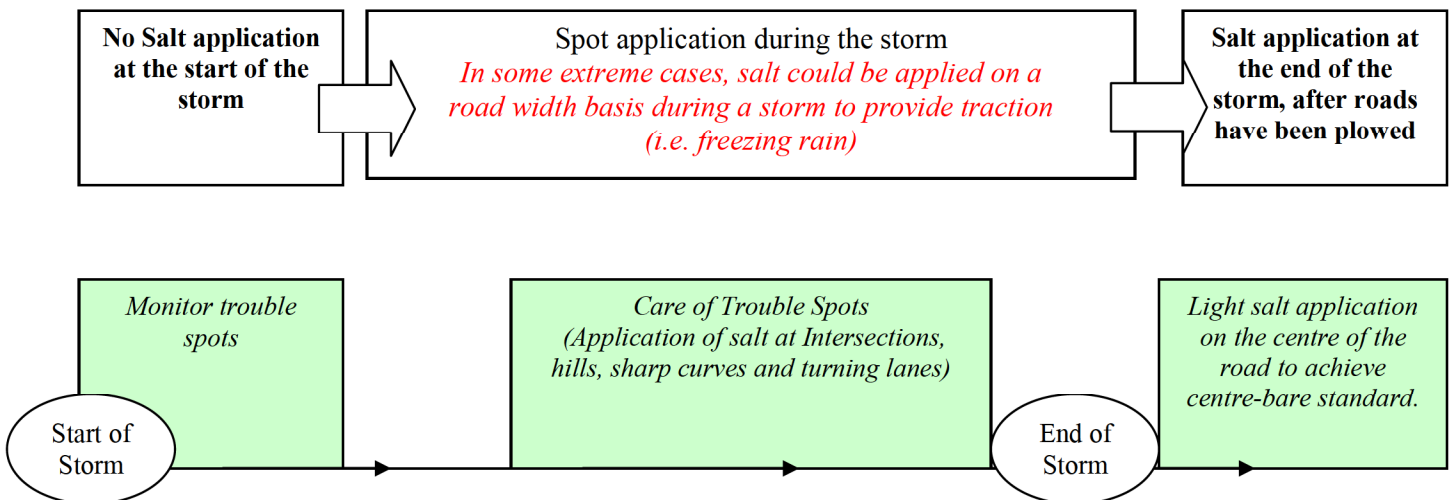 No Salt application
at the start of the
storm
Spot application during the storm
In some extreme cases, salt could be applied on a
road width basis during a storm to provide traction
(i.e. freezing rain)
Salt application at
the end of the
storm, after roads
have been plowed
Monitor trouble
spots
Care of Trouble Spots
(Application of salt at Intersections,
hills, sharp curves and turning lanes)
Light salt application
on the centre of the
road to achieve
centre-bare standard.
Start of
Storm
End of
Storm